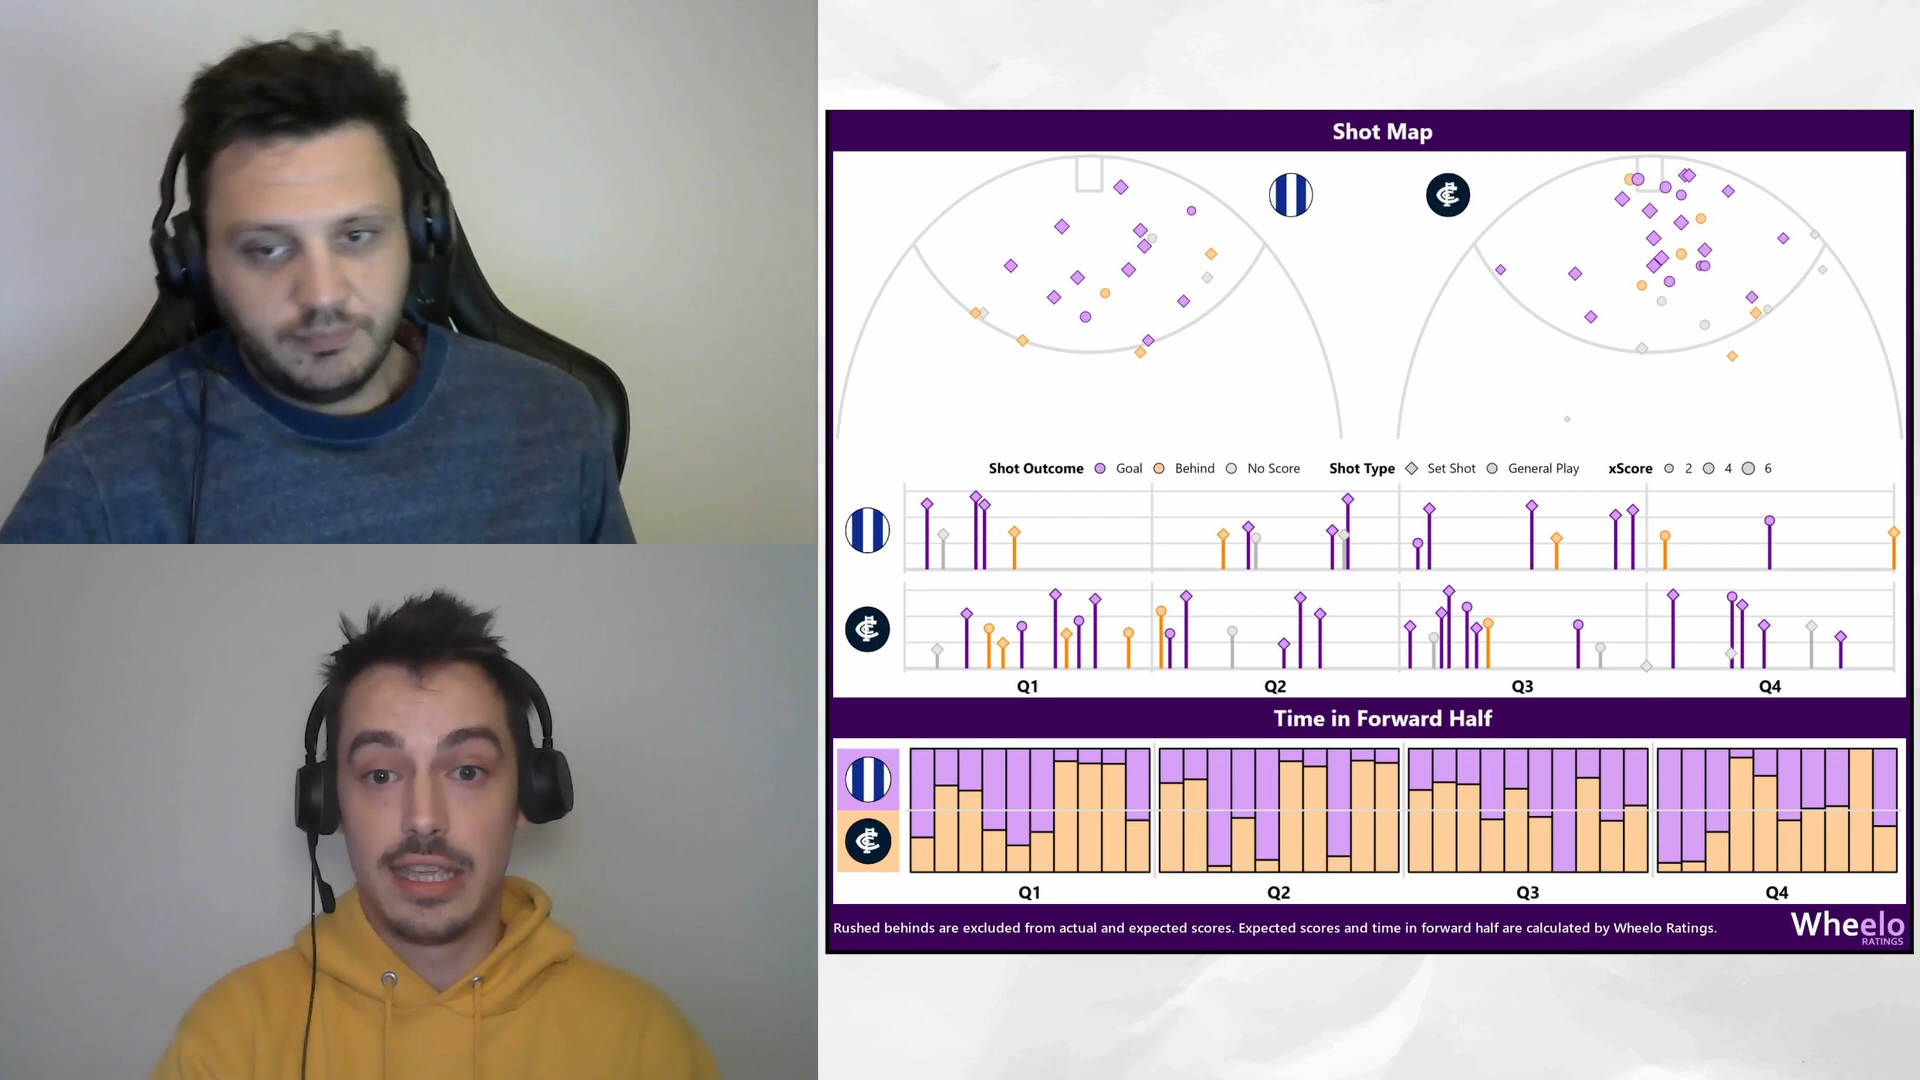 Shot Map
Shot Outcome Goal Behind No Score Shot Type Set Shot General Play xScore 2 4 6
Q1 Q2 Q3 Q4
Time in Forward Half
Q1 Q2 Q3 Q4
Rushed behinds are excluded from actual and expected scores. Expected scores and time in forward half are calculated by Wheelo Ratings.
Wheelo
RATINGS